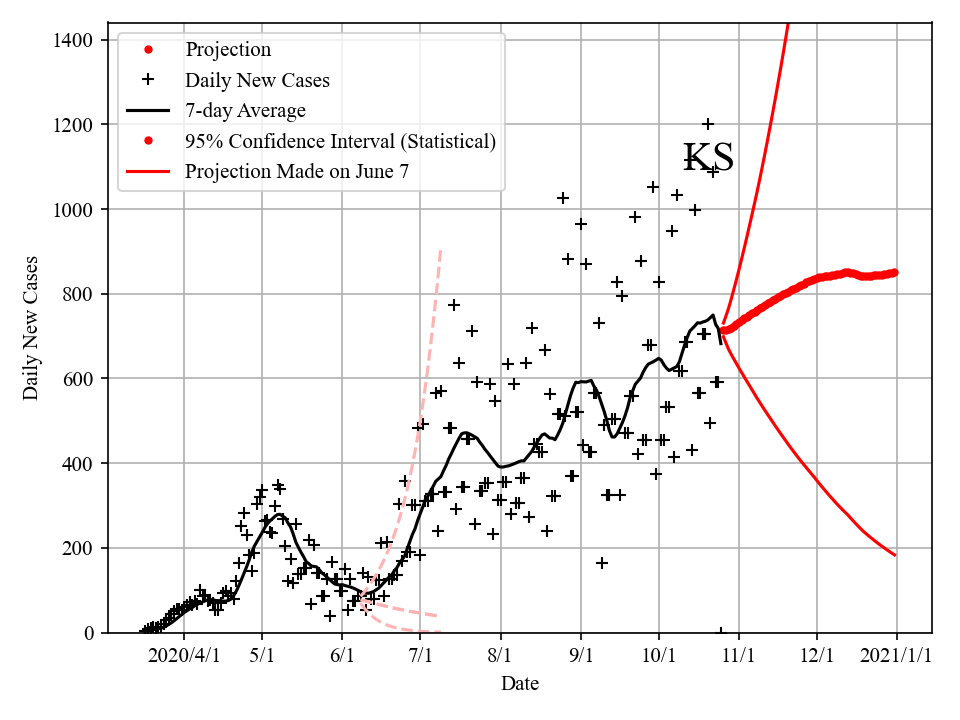 1400
1200
1000
800
600
400
200
0
Daily New Cases
Projection
Daily New Cases
7-day Average
95% Confidence Interval (Statistical)
Projection Made on June 7
KS
2020/4/1 5/1 6/1 7/1 8/1 9/1 10/1 11/1 12/1 2021/1/1
Date